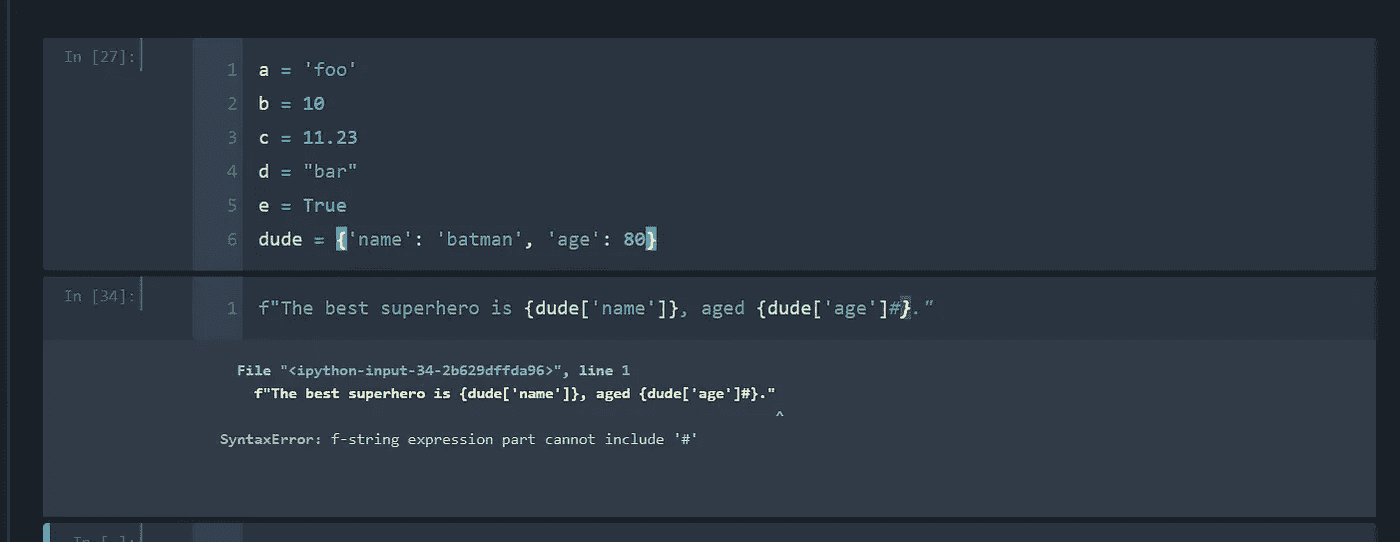 In [27]:
1 a = 'foo'
2 b = 10
3 c = 11.23
4 d = "bar"
5 e = True
6 dude = {'name': 'batman', 'age': 80}
In [34]:
1 f"The best superhero is {dude['name']}, aged {dude['age']#}."
File "<ipython-input-34-2b629dffda96>", line 1
f"The best superhero is {dude['name']}, aged {dude['age']#}."
^
SyntaxError: f-string expression part cannot include '#'
In [ ]: